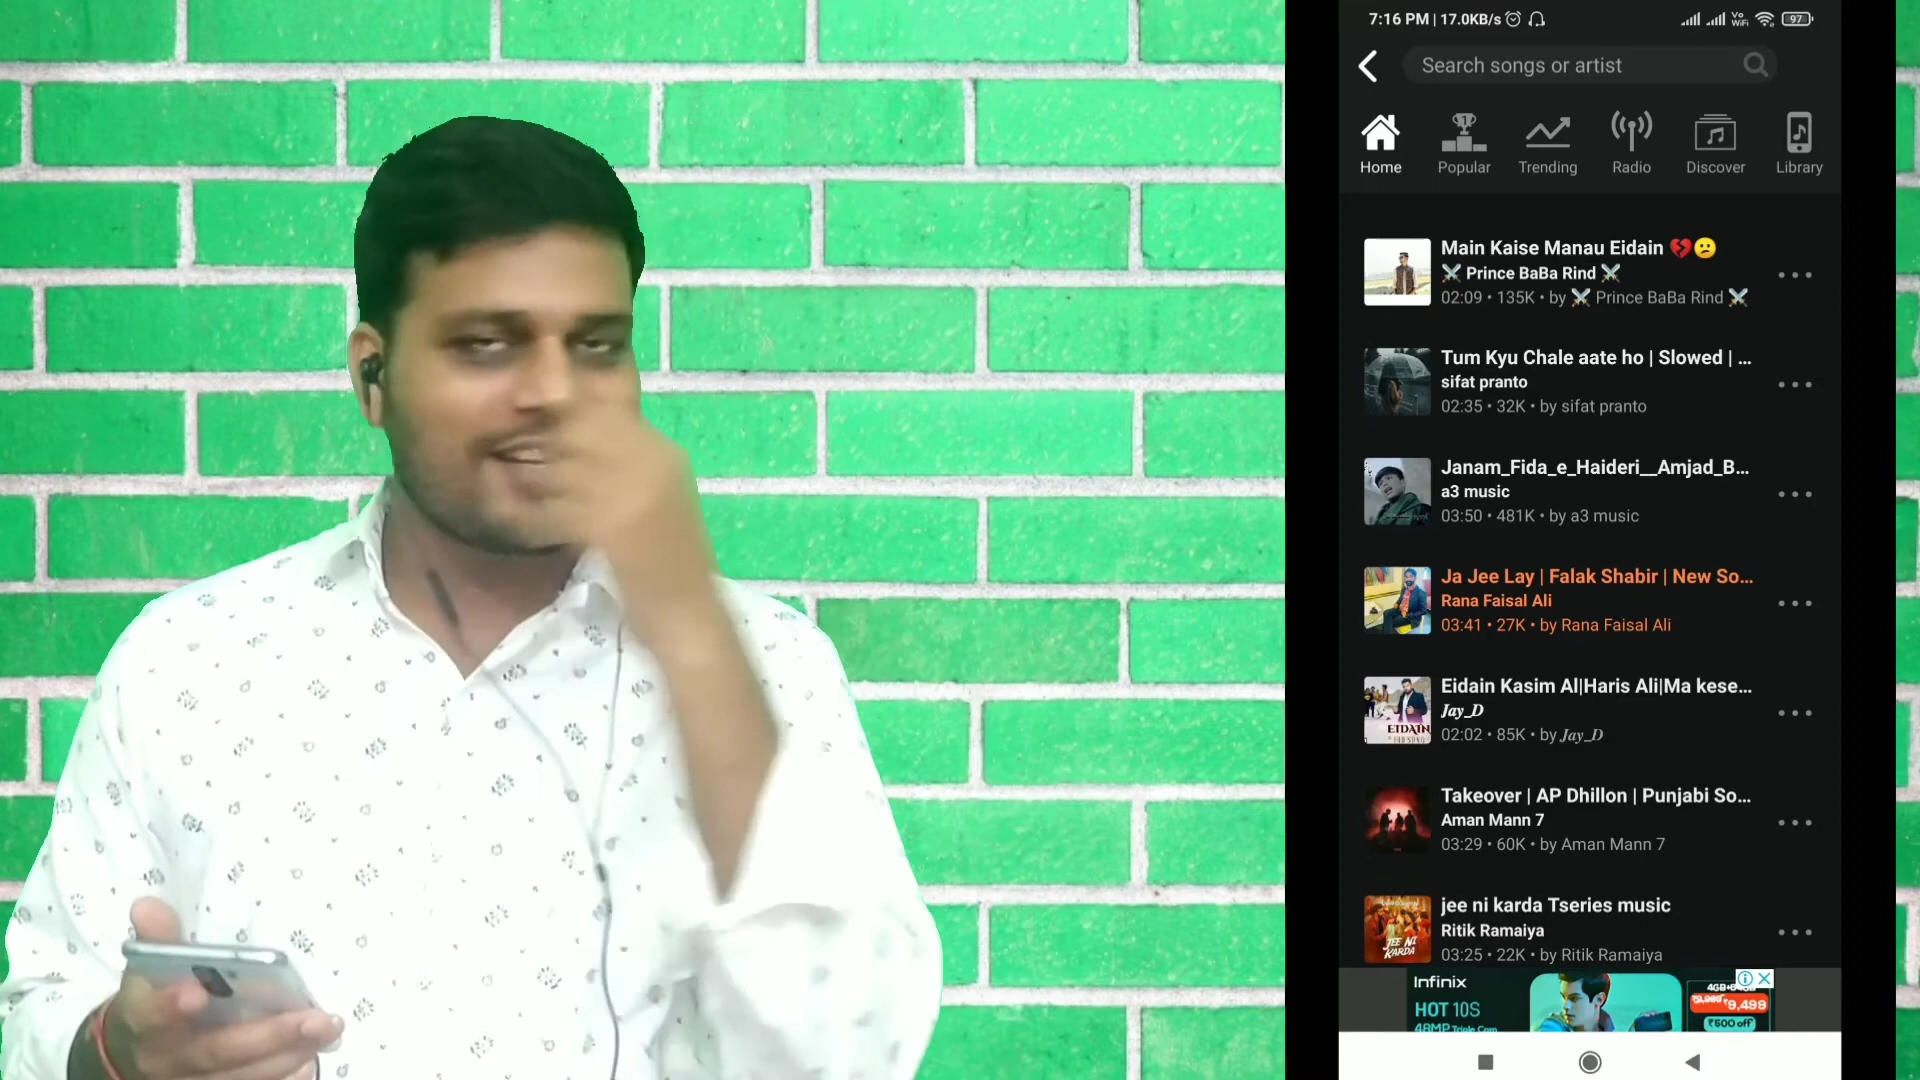 7:16 PM | 17.0KB/s
Vo
WiFi
97
Search songs or artist
Home
Popular
Trending
Radio
Discover
Library
Main Kaise Manau Eidain 💔😕
⚔️ Prince BaBa Rind ⚔️
02:09 • 135K • by ⚔️ Prince BaBa Rind ⚔️
Tum Kyu Chale aate ho | Slowed | ...
sifat pranto
02:35 • 32K • by sifat pranto
Janam_Fida_e_Haideri__Amjad_B...
a3 music
03:50 • 481K • by a3 music
Ja Jee Lay | Falak Shabir | New So...
Rana Faisal Ali
03:41 • 27K • by Rana Faisal Ali
Eidain Kasim Al|Haris Ali|Ma kese...
Jay_D
02:02 • 85K • by Jay_D
EIDAIN
Takeover | AP Dhillon | Punjabi So...
Aman Mann 7
03:29 • 60K • by Aman Mann 7
jee ni karda Tseries music
Ritik Ramaiya
03:25 • 22K • by Ritik Ramaiya
JEE NI
KARDA
Infinix
HOT 10S
48MP Triple Cam
₹9,499
₹500 off